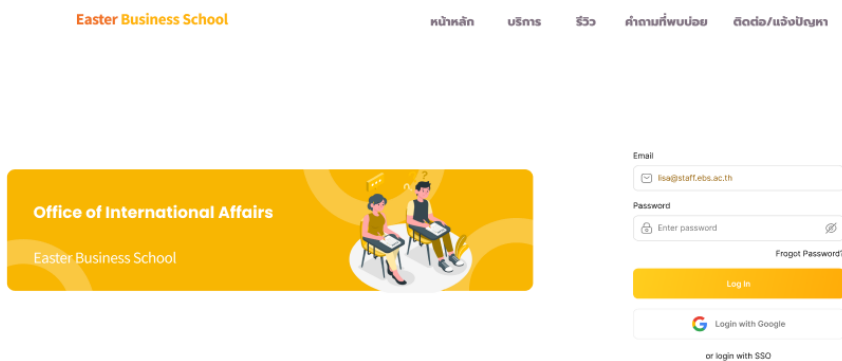 Easter Business School
หน้าหลัก บริการ รีวิว คำถามที่พบบ่อย ติดต่อ/แจ้งปัญหา
Office of International Affairs
Easter Business School
Email
lisa@staff.ebs.ac.th
Password
Enter password
Frogot Password?
Log In
Login with Google
or login with SSO